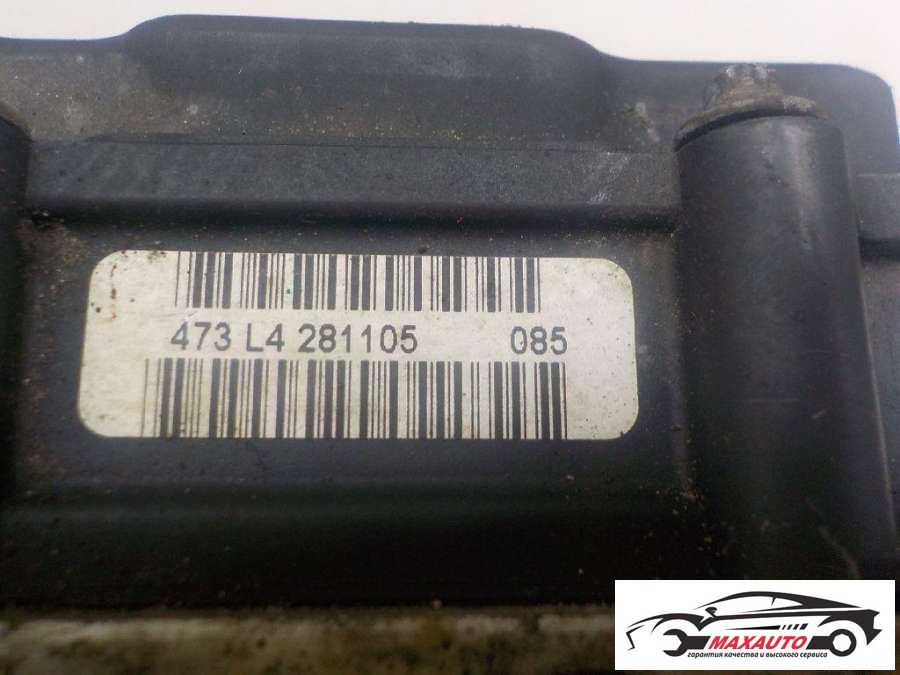 473 L4 281105 085
MAXAUTO
гарантия качества и высокого сервиса